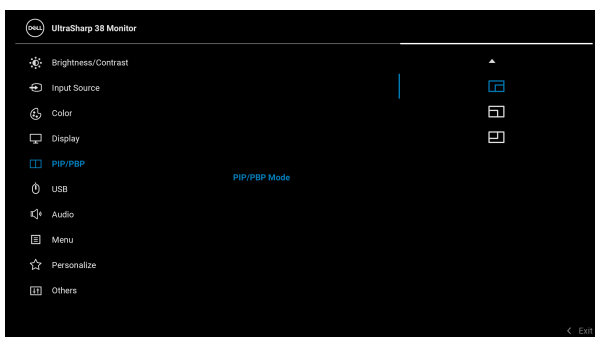 DELL UltraSharp 38 Monitor
Brightness/Contrast
Input Source
Color
Display
PIP/PBP
PIP/PBP Mode
USB
Audio
Menu
Personalize
Others
Exit